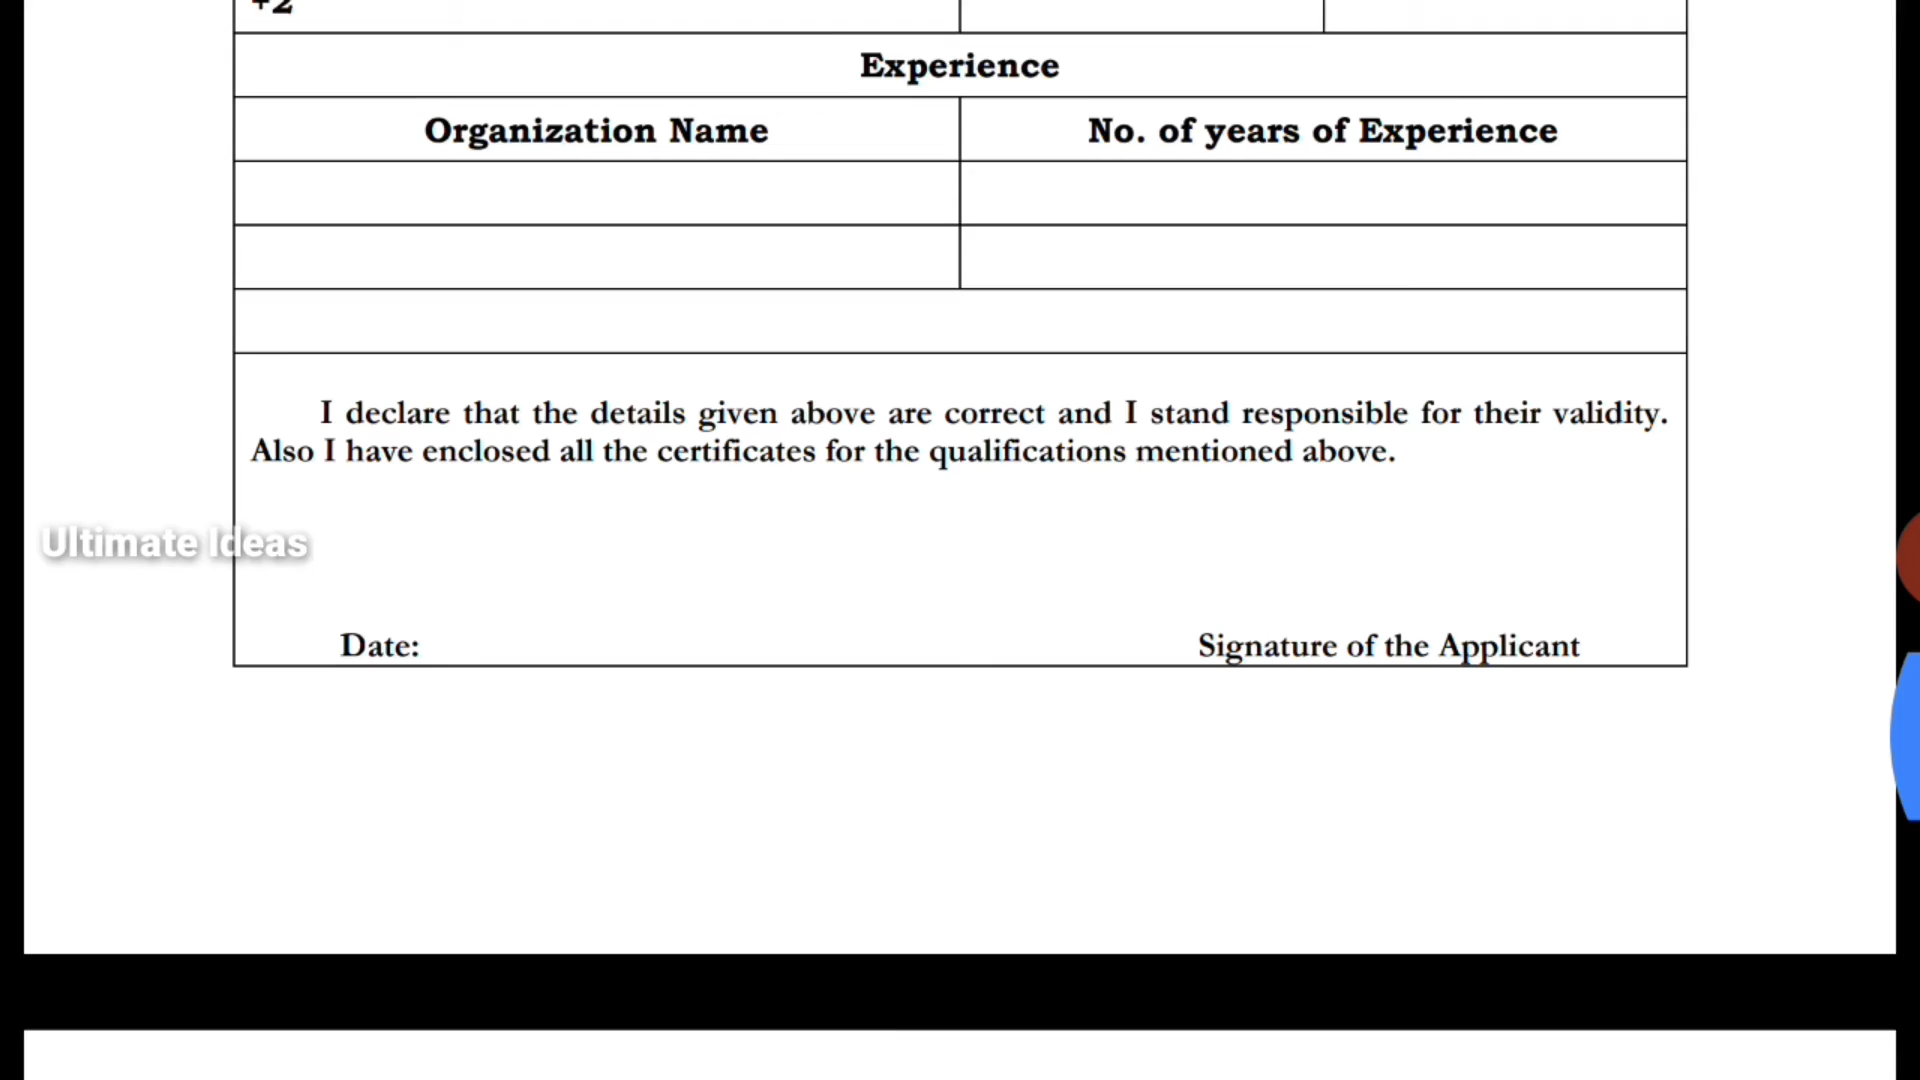 +2
Experience
Organization Name
No. of years of Experience
I declare that the details given above are correct and I stand responsible for their validity.
Also I have enclosed all the certificates for the qualifications mentioned above.
Ultimate Ideas
Date:
Signature of the Applicant